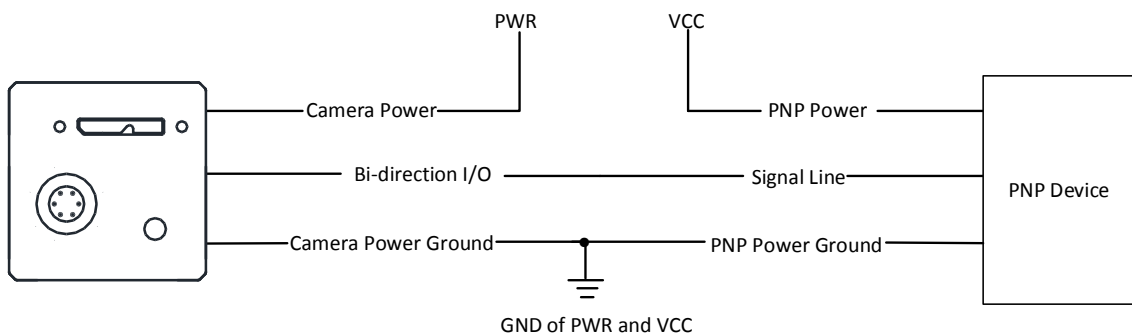 PWR
VCC
Camera Power
PNP Power
Bi-direction I/O
Signal Line
PNP Device
Camera Power Ground
PNP Power Ground
GND of PWR and VCC